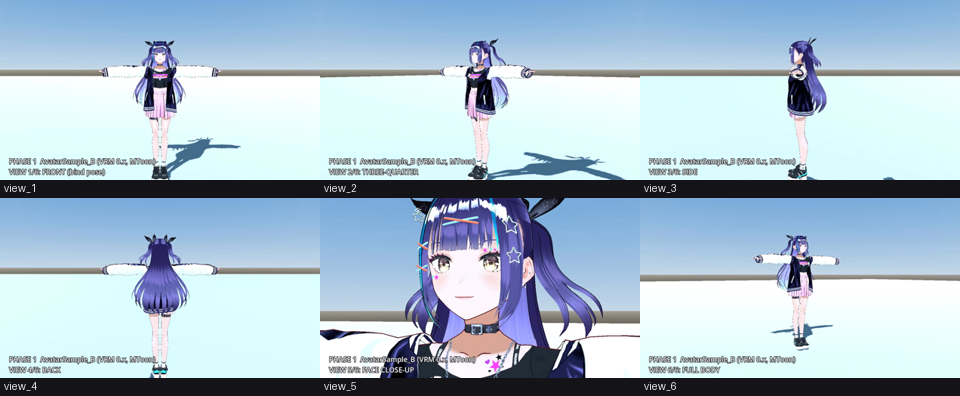 PHASE 1 AvatarSample_B (VRM 0.x, MToon)
VIEW 1/6: FRONT (bind pose)
view_1
PHASE 1 AvatarSample_B (VRM 0.x, MToon)
VIEW 2/6: THREE-QUARTER
view_2
PHASE 1 AvatarSample_B (VRM 0.x, MToon)
VIEW 3/6: SIDE
view_3
PHASE 1 AvatarSample_B (VRM 0.x, MToon)
VIEW 4/6: BACK
view_4
PHASE 1 AvatarSample_B (VRM 0.x, MToon)
VIEW 5/6: FACE CLOSE-UP
view_5
PHASE 1 AvatarSample_B (VRM 0.x, MToon)
VIEW 6/6: FULL BODY
view_6